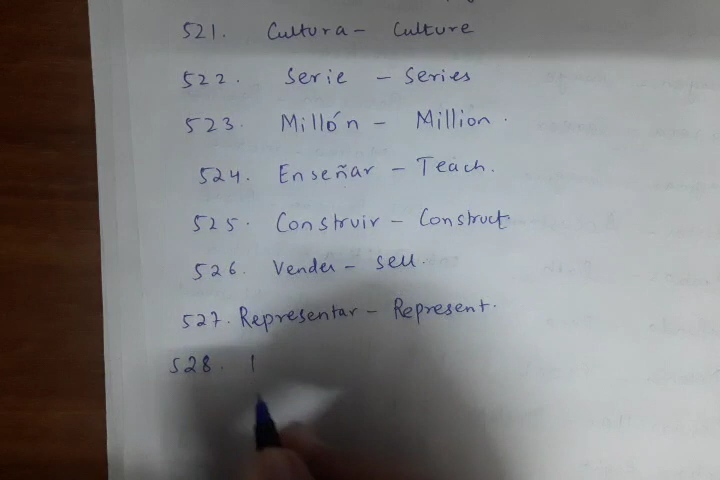 521. Cultura - Culture
522. Serie - Series
523. Millón - Million.
524. Enseñar - Teach.
525. Construir - Construct
526. Vender - Sell.
527. Representar - Represent.
528.